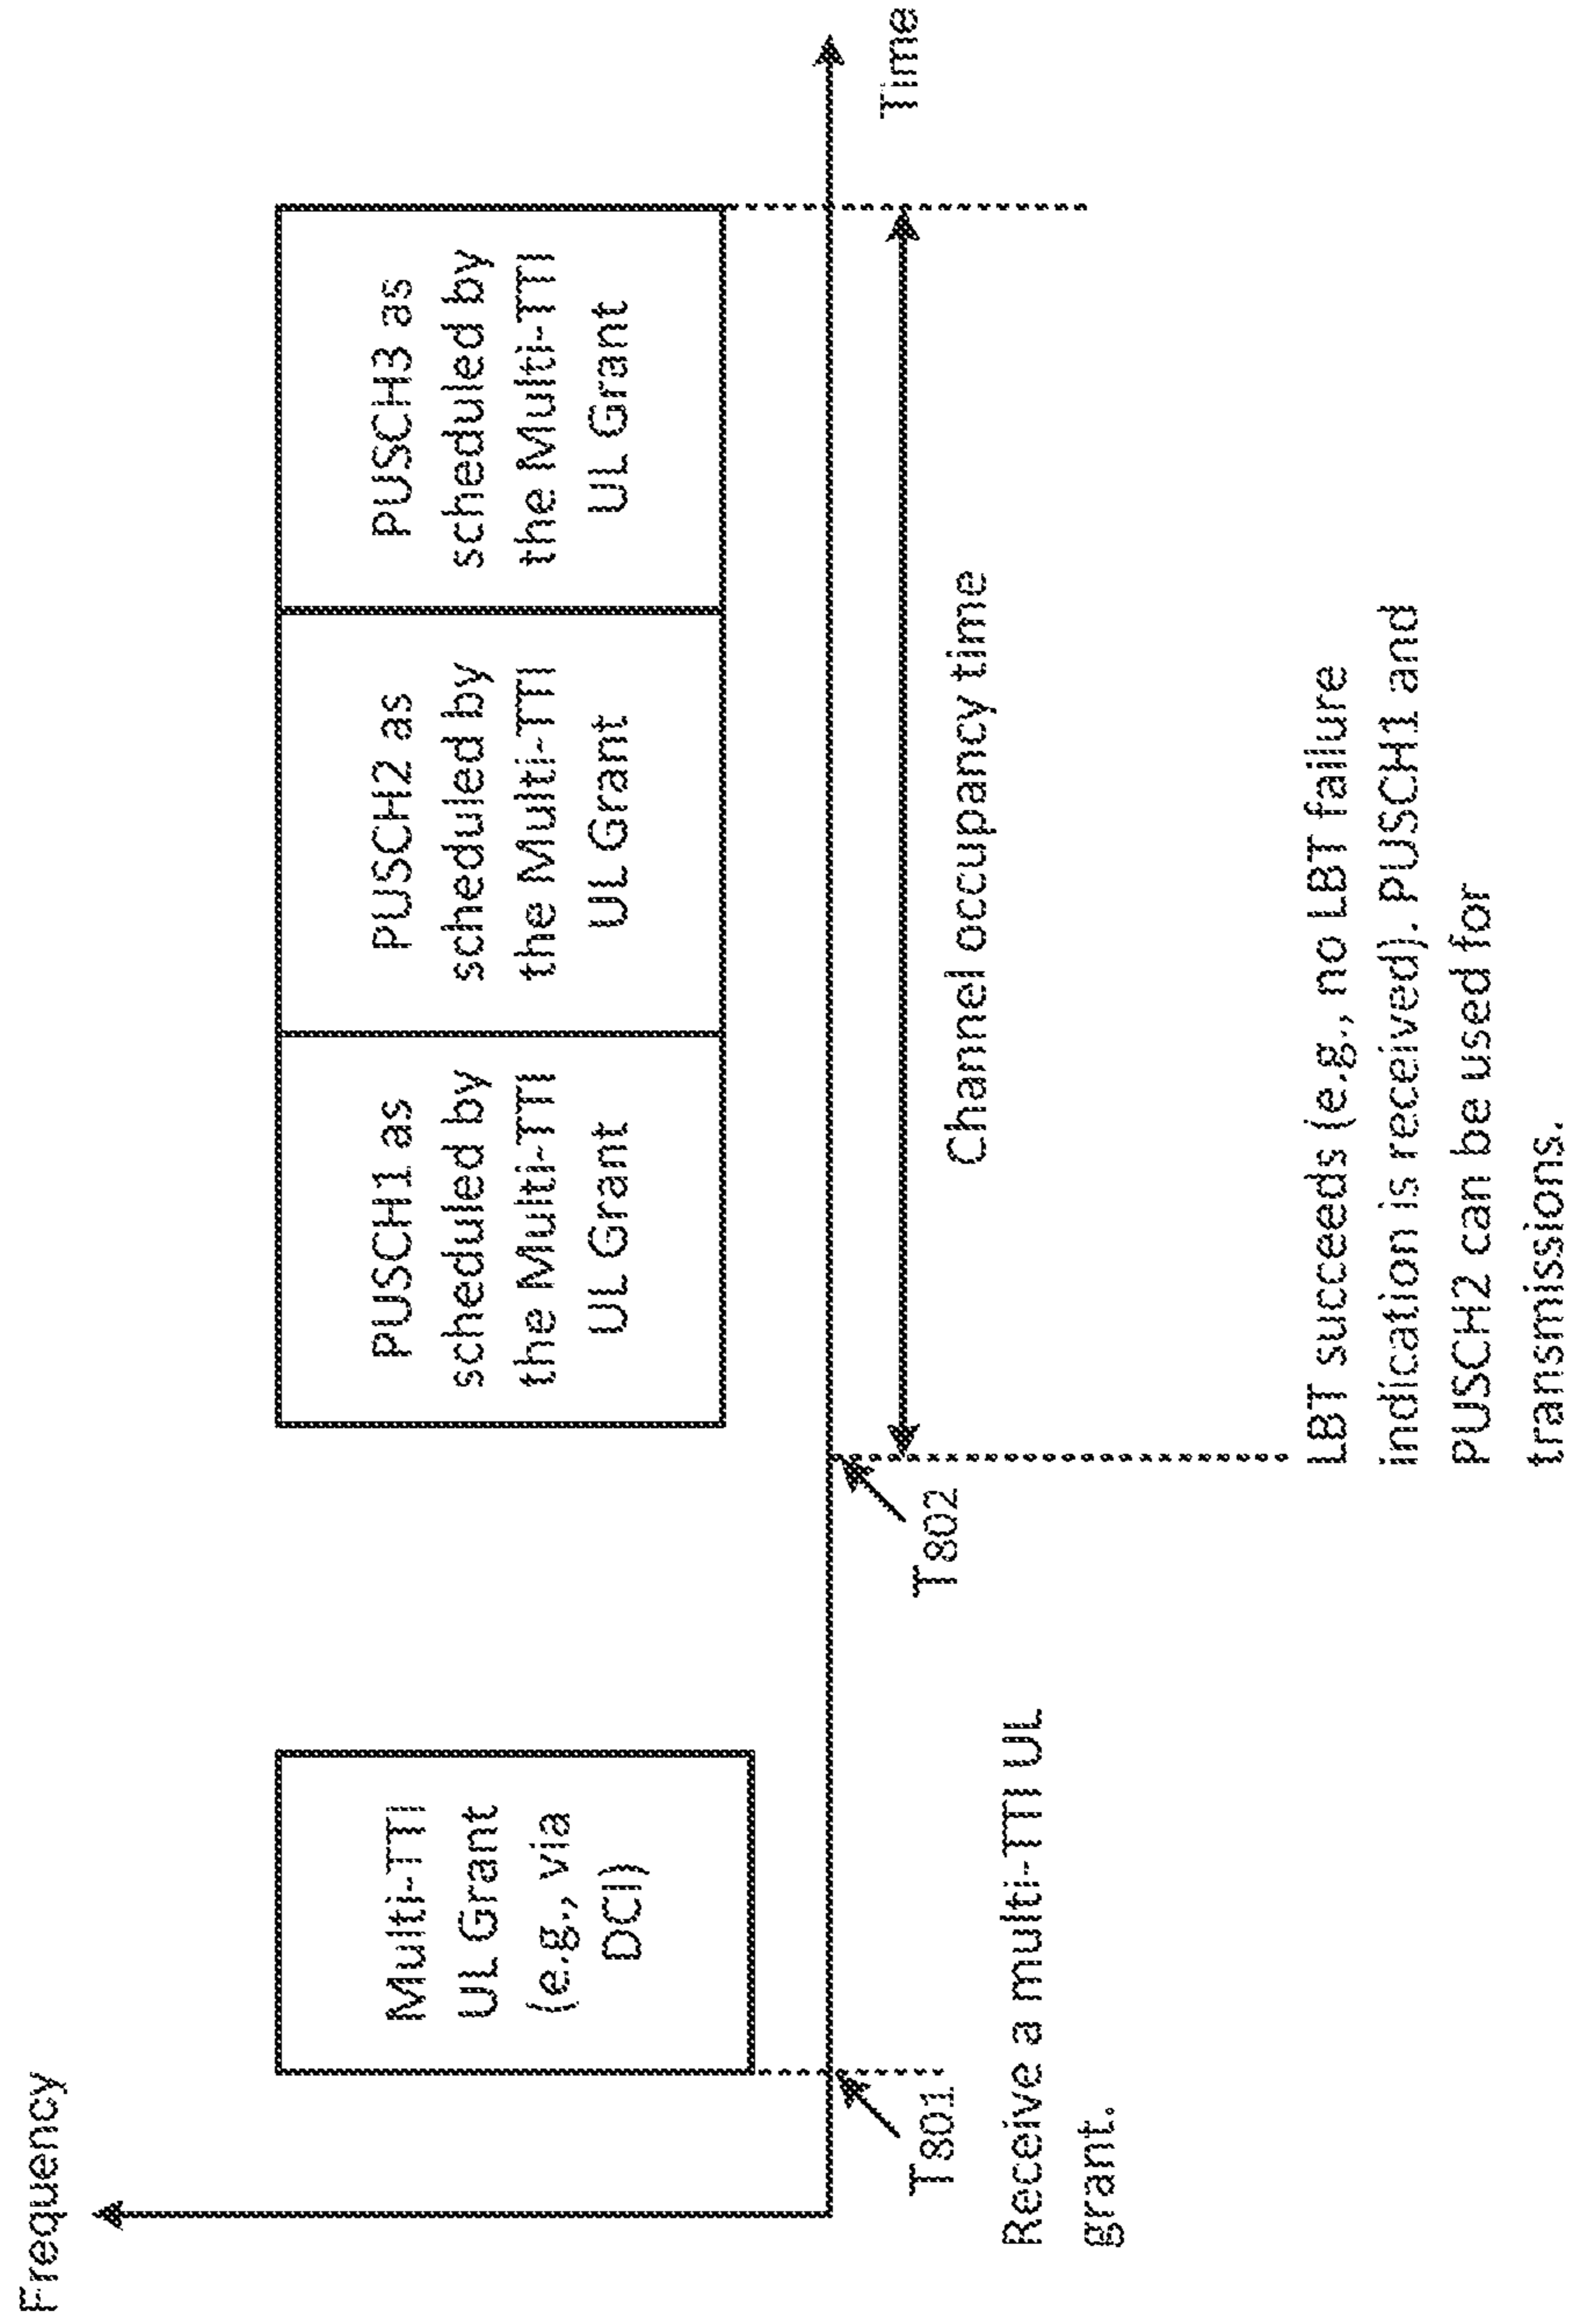 Frequency
Multi-TTI
UL Grant
(e.g., via
DCI)
PUSCH1 as
scheduled by
the Multi-TTI
UL Grant
PUSCH2 as
scheduled by
the Multi-TTI
UL Grant
PUSCH3 as
scheduled by
the Multi-TTI
UL Grant
Time
T801
T802
Channel occupancy time
Receive a multi-TTI UL
grant.
LBT succeeds (e.g., no LBT failure
indication is received). PUSCH1 and
PUSCH2 can be used for
transmissions.